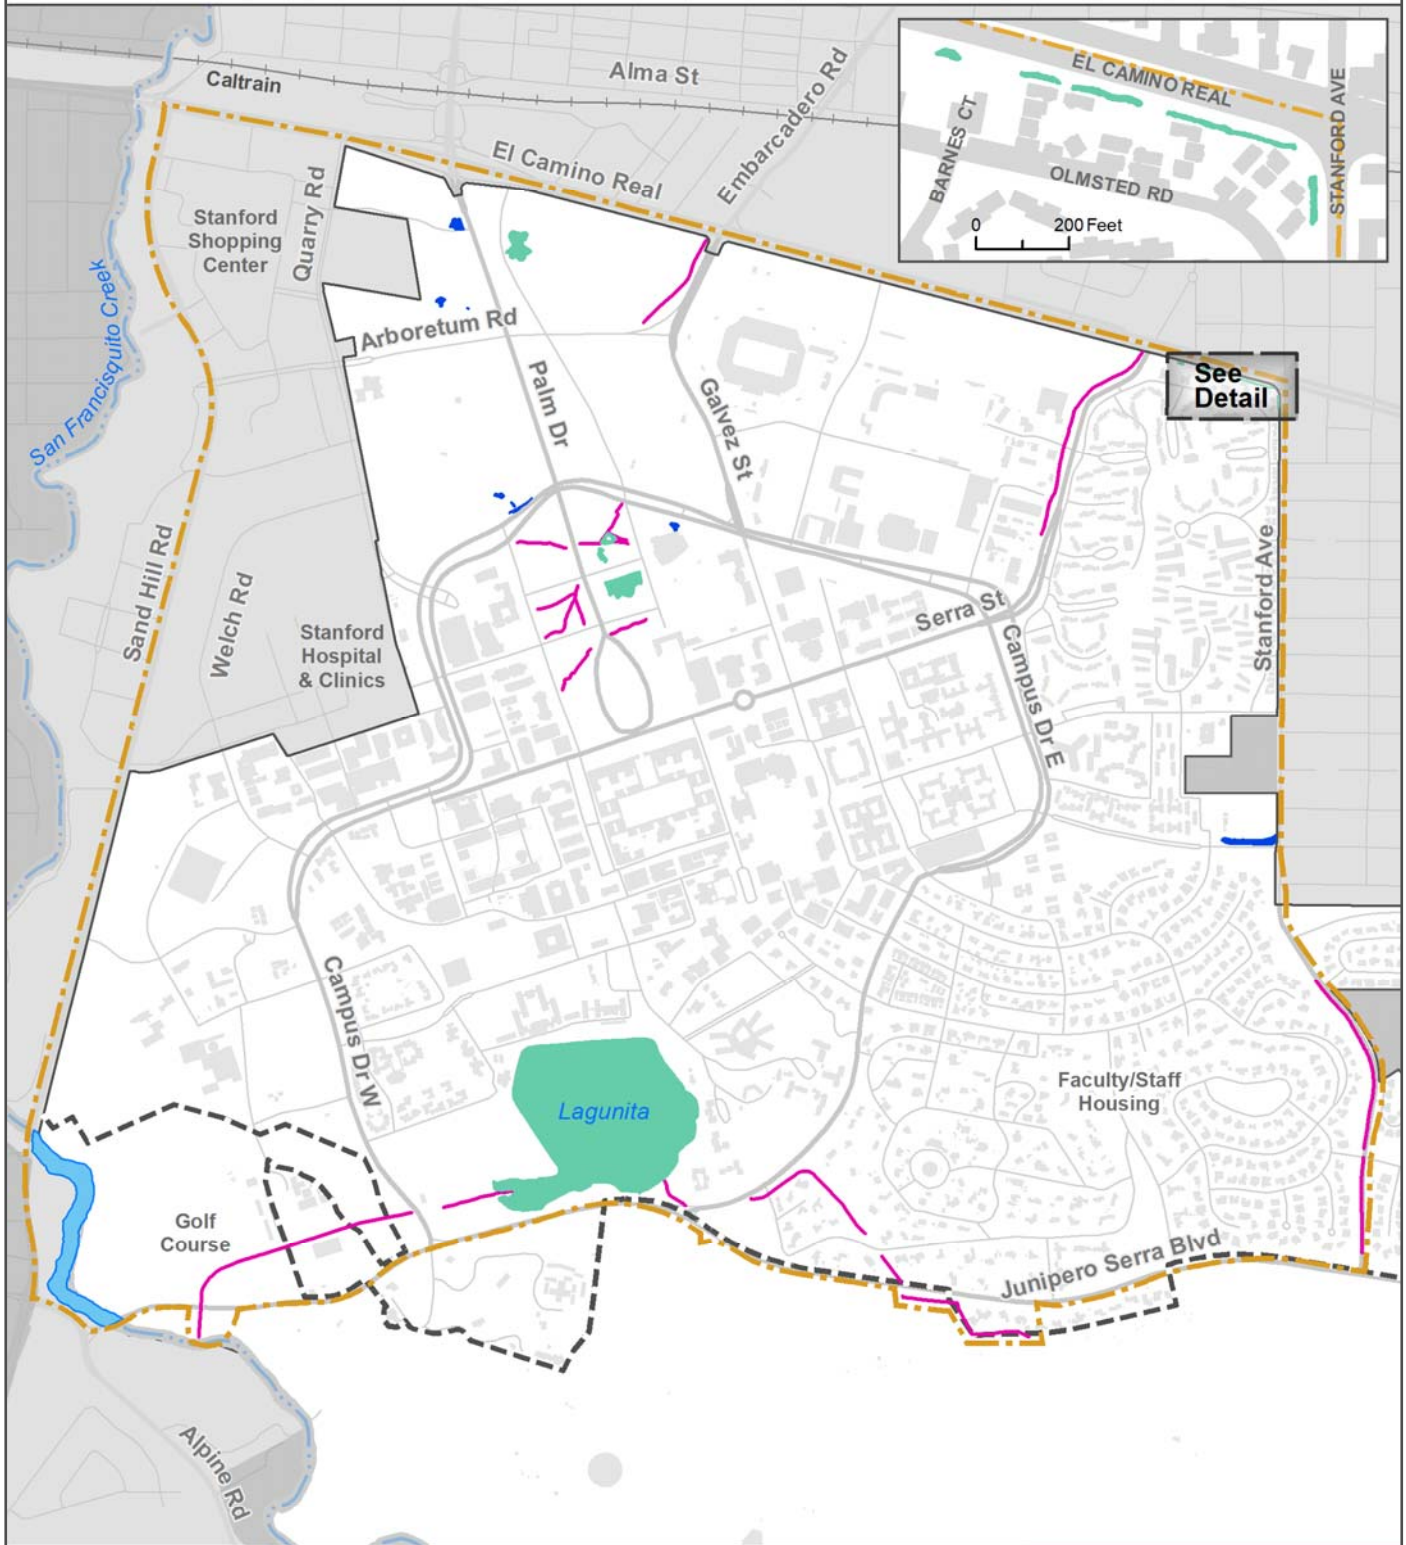 Caltrain
Alma St
Embarcadero Rd
El Camino Real
EL CAMINO REAL
STANFORD AVE
BARNES CT
OLMSTED RD
0
200 Feet
Stanford
Shopping
Center
Quarry Rd
San Francisquito Creek
Arboretum Rd
Palm Dr
Galvez St
See
Detail
Sand Hill Rd
Welch Rd
Stanford
Hospital
& Clinics
Serra St
Campus Dr E
Stanford Ave
Campus Dr W
Lagunita
Faculty/Staff
Housing
Golf
Course
Junipero Serra Blvd
Alpine Rd